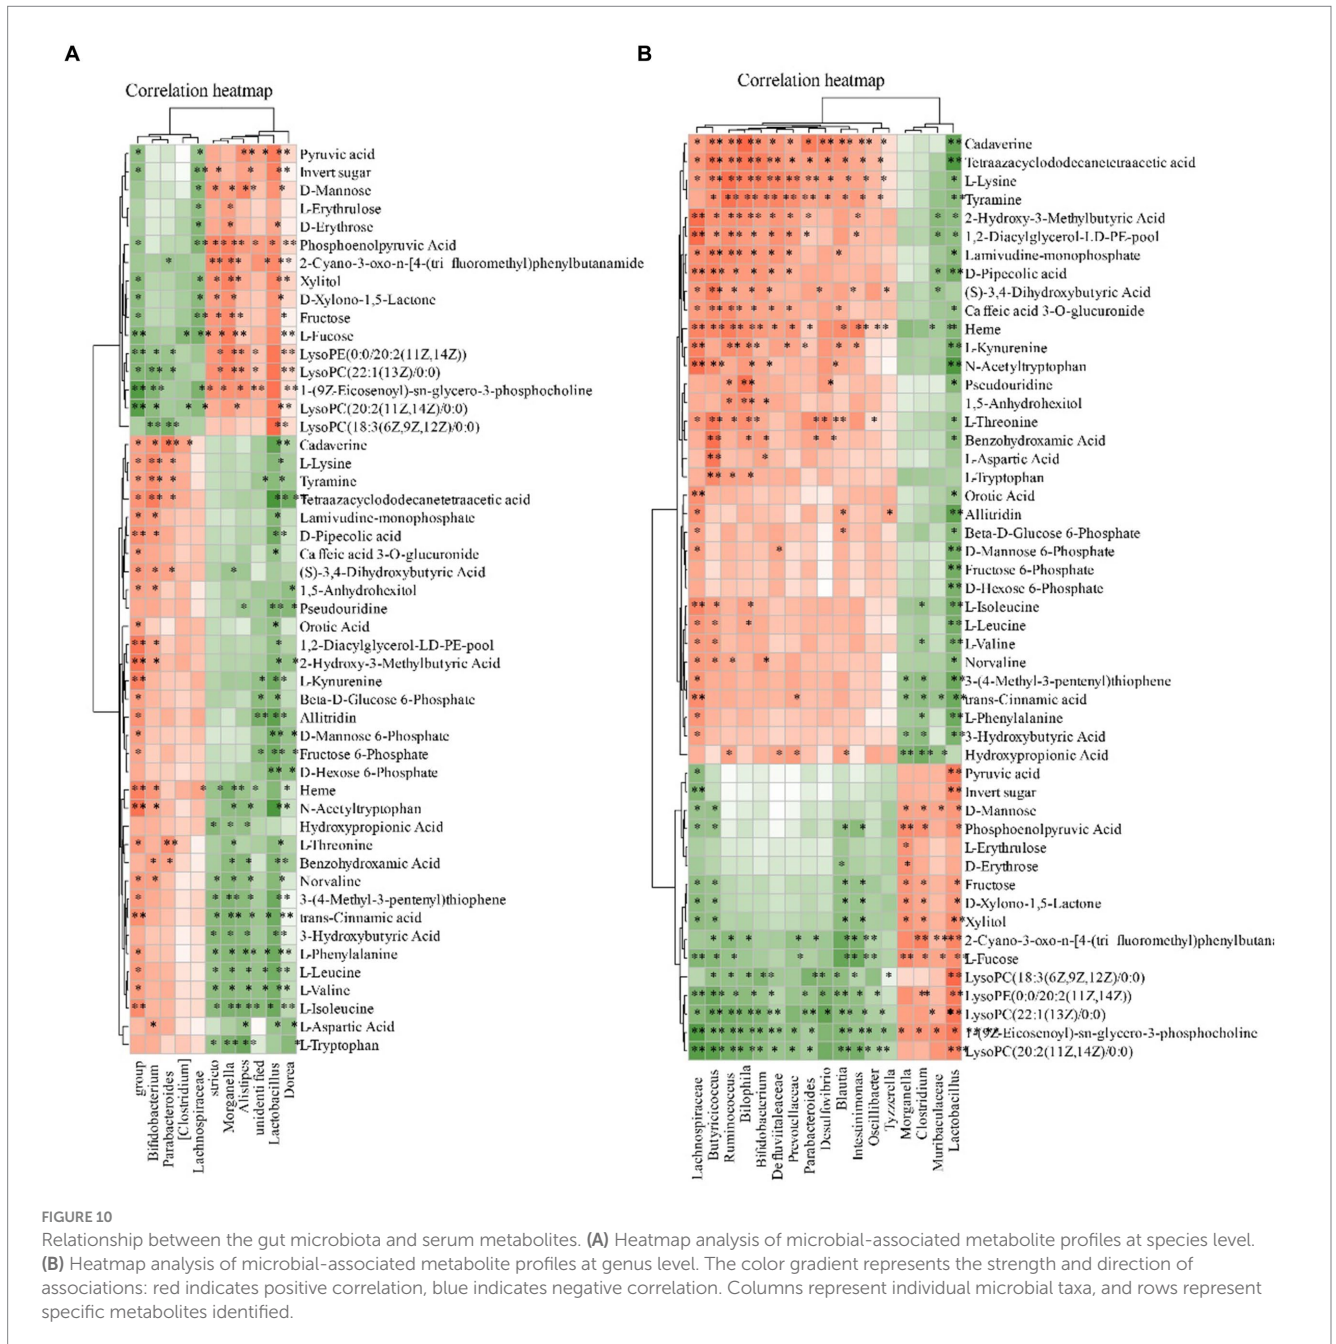 A
Correlation heatmap
Pyruvic acid
Invert sugar
D-Mannose
L-Erythrulose
D-Erythrose
Phosphoenolpyruvic Acid
2-Cyano-3-oxo-n-[4-(tri fluoromethyl)phenylbutanamide
Xylitol
D-Xylono-1,5-Lactone
Fructose
L-Fucose
LysoPE(0:0/20:2(11Z,14Z))
LysoPC(22:1(13Z)/0:0)
1-(9Z-Eicosenoyl)-sn-glycero-3-phosphocholine
LysoPC(20:2(11Z,14Z)/0:0)
LysoPC(18:3(6Z,9Z,12Z)/0:0)
Cadaverine
L-Lysine
Tyramine
Tetraazacyclododecanetetraacetic acid
Lamivudine-monophosphate
D-Pipecolic acid
Caffeic acid 3-O-glucuronide
(S)-3,4-Dihydroxybutyric Acid
1,5-Anhydrohexitol
Pseudouridine
Orotic Acid
1,2-Diacylglycerol-LD-PE-pool
2-Hydroxy-3-Methylbutyric Acid
L-Kynurenine
Beta-D-Glucose 6-Phosphate
Allitridin
D-Mannose 6-Phosphate
Fructose 6-Phosphate
D-Hexose 6-Phosphate
Heme
N-Acetyltryptophan
Hydroxypropionic Acid
L-Threonine
Benzohydroxamic Acid
Norvaline
3-(4-Methyl-3-pentenyl)thiophene
trans-Cinnamic acid
3-Hydroxybutyric Acid
L-Phenylalanine
L-Leucine
L-Valine
L-Isoleucine
L-Aspartic Acid
L-Tryptophan
group
Bifidobacterium
Parabacteroides
[Clostridium]
Lachnospiraceae
stricto
Morganella
Alistipes
unidentified
Lactobacillus
Dorea
B
Correlation heatmap
Cadaverine
Tetraazacyclododecanetetraacetic acid
L-Lysine
Tyramine
2-Hydroxy-3-Methylbutyric Acid
1,2-Diacylglycerol-LD-PE-pool
Lamivudine-monophosphate
D-Pipecolic acid
(S)-3,4-Dihydroxybutyric Acid
Caffeic acid 3-O-glucuronide
Heme
L-Kynurenine
N-Acetyltryptophan
Pseudouridine
1,5-Anhydrohexitol
L-Threonine
Benzohydroxamic Acid
L-Aspartic Acid
L-Tryptophan
Orotic Acid
Allitridin
Beta-D-Glucose 6-Phosphate
D-Mannose 6-Phosphate
Fructose 6-Phosphate
D-Hexose 6-Phosphate
L-Isoleucine
L-Leucine
L-Valine
Norvaline
3-(4-Methyl-3-pentenyl)thiophene
trans-Cinnamic acid
L-Phenylalanine
3-Hydroxybutyric Acid
Hydroxypropionic Acid
Pyruvic acid
Invert sugar
D-Mannose
Phosphoenolpyruvic Acid
L-Erythrulose
D-Erythrose
Fructose
D-Xylono-1,5-Lactone
Xylitol
2-Cyano-3-oxo-n-[4-(tri fluoromethyl)phenylbutan
L-Fucose
LysoPC(18:3(6Z,9Z,12Z)/0:0)
LysoPE(0:0/20:2(11Z,14Z))
LysoPC(22:1(13Z)/0:0)
1-(9Z-Eicosenoyl)-sn-glycero-3-phosphocholine
LysoPC(20:2(11Z,14Z)/0:0)
Lachnospiraceae
Butyricicoccus
Ruminococcus
Bilophila
Bifidobacterium
Defluviitaleaceae
Prevotellaceae
Parabacteroides
Desulfovibrio
Blautia
Intestinimonas
Oscillibacter
Tyzzerella
Morganella
Clostridium
Muribaculaceae
Lactobacillus
FIGURE 10
Relationship between the gut microbiota and serum metabolites. (A) Heatmap analysis of microbial-associated metabolite profiles at species level.
(B) Heatmap analysis of microbial-associated metabolite profiles at genus level. The color gradient represents the strength and direction of
associations: red indicates positive correlation, blue indicates negative correlation. Columns represent individual microbial taxa, and rows represent
specific metabolites identified.